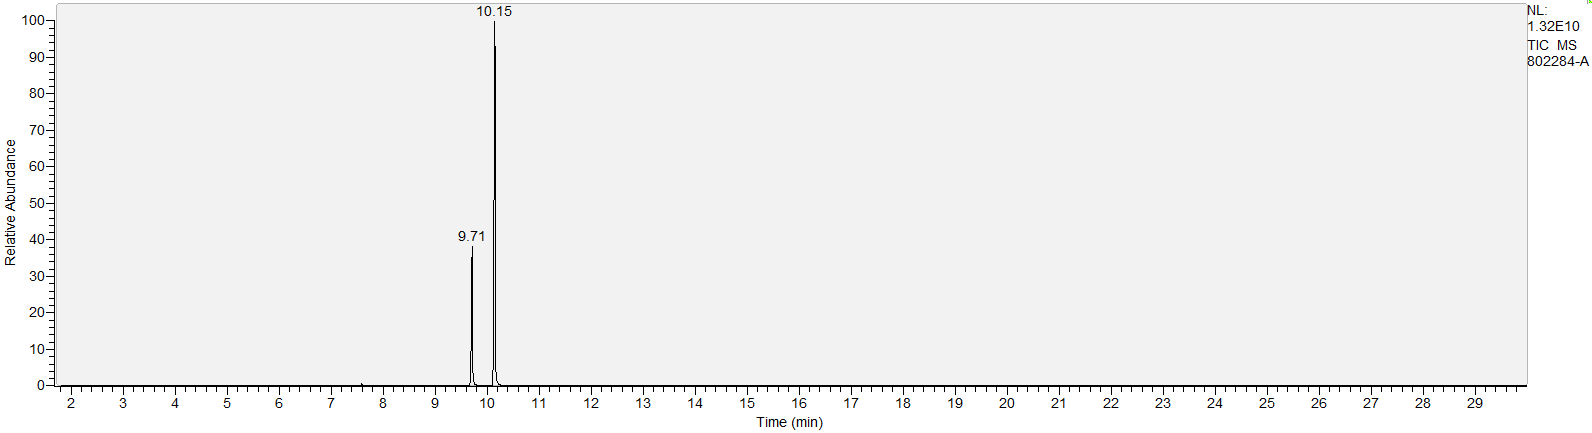 10.15
NL:
1.32E10
TIC MS
802284-A
100
90
80
70
60
50
40
30
20
10
0
Relative Abundance
9.71
2 3 4 5 6 7 8 9 10 11 12 13 14 15 16 17 18 19 20 21 22 23 24 25 26 27 28 29
Time (min)